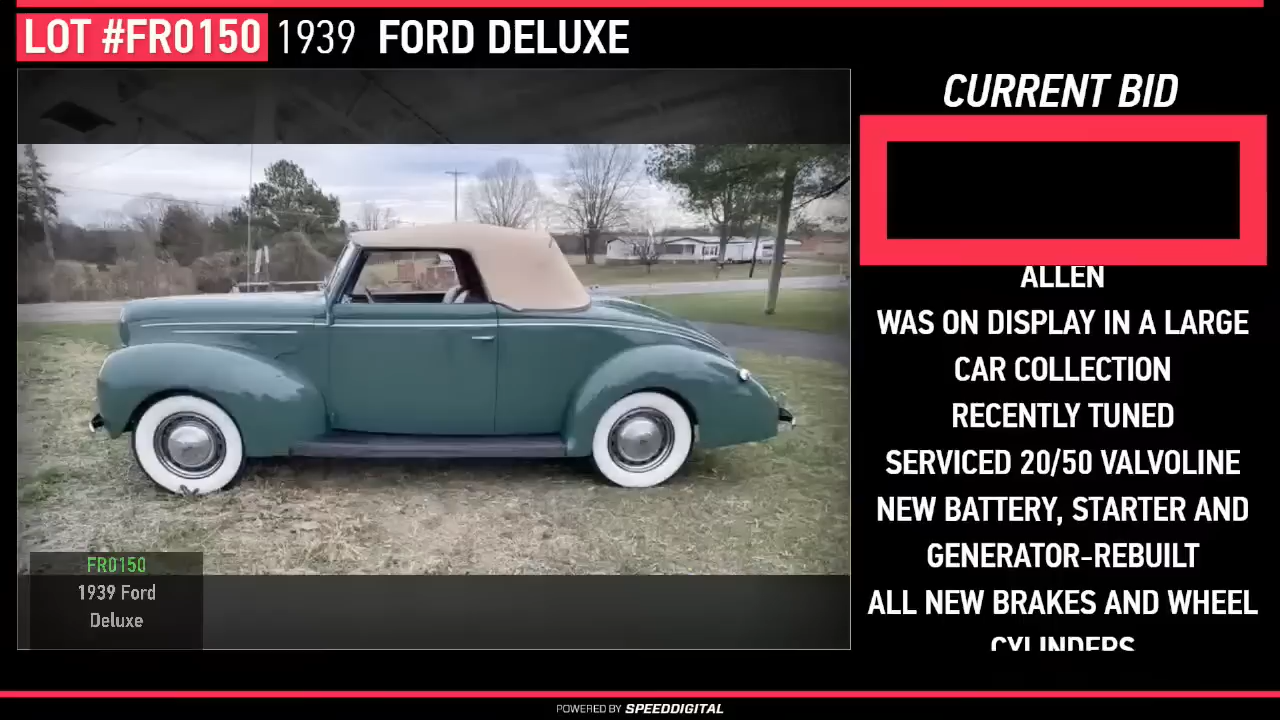 LOT #FR0150 1939 FORD DELUXE
CURRENT BID
ALLEN
WAS ON DISPLAY IN A LARGE
CAR COLLECTION
RECENTLY TUNED
SERVICED 20/50 VALVOLINE
NEW BATTERY, STARTER AND
GENERATOR-REBUILT
ALL NEW BRAKES AND WHEEL
CYLINDERS
FR0150
1939 Ford
Deluxe
POWERED BY SPEEDDIGITAL